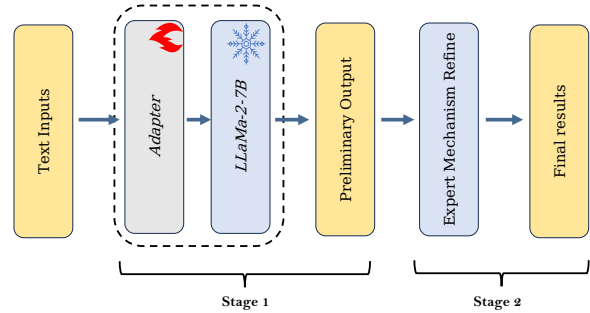 Text Inputs
Adapter
LLaMa-2-7B
Preliminary Output
Expert Mechanism Refine
Final results
Stage 1
Stage 2